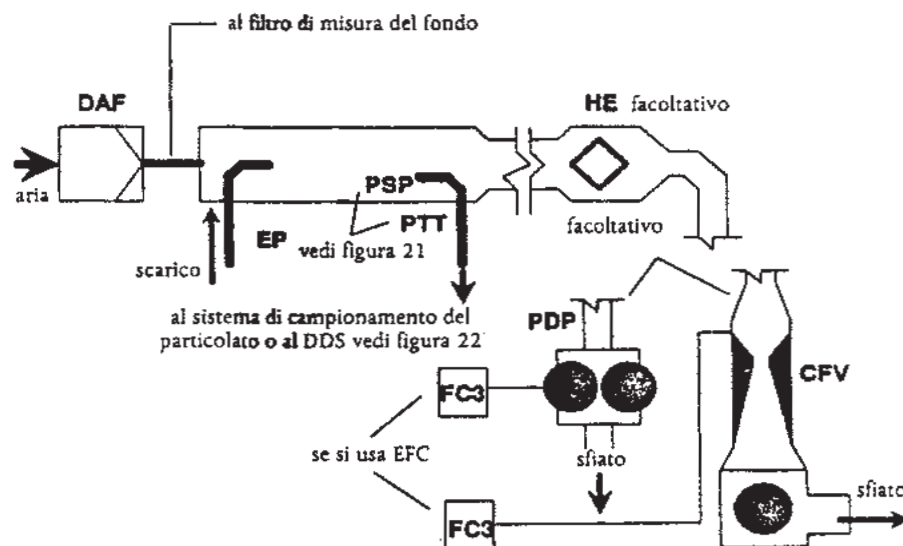 al filtro di misura del fondo
DAF
HE facoltativo
aria
PSP
PTT
EP
vedi figura 21
facoltativo
scarico
al sistema di campionamento del
particolato o al DDS vedi figura 22
PDP
CFV
FC3
se si usa EFC
sfiato
sfiato
FC3